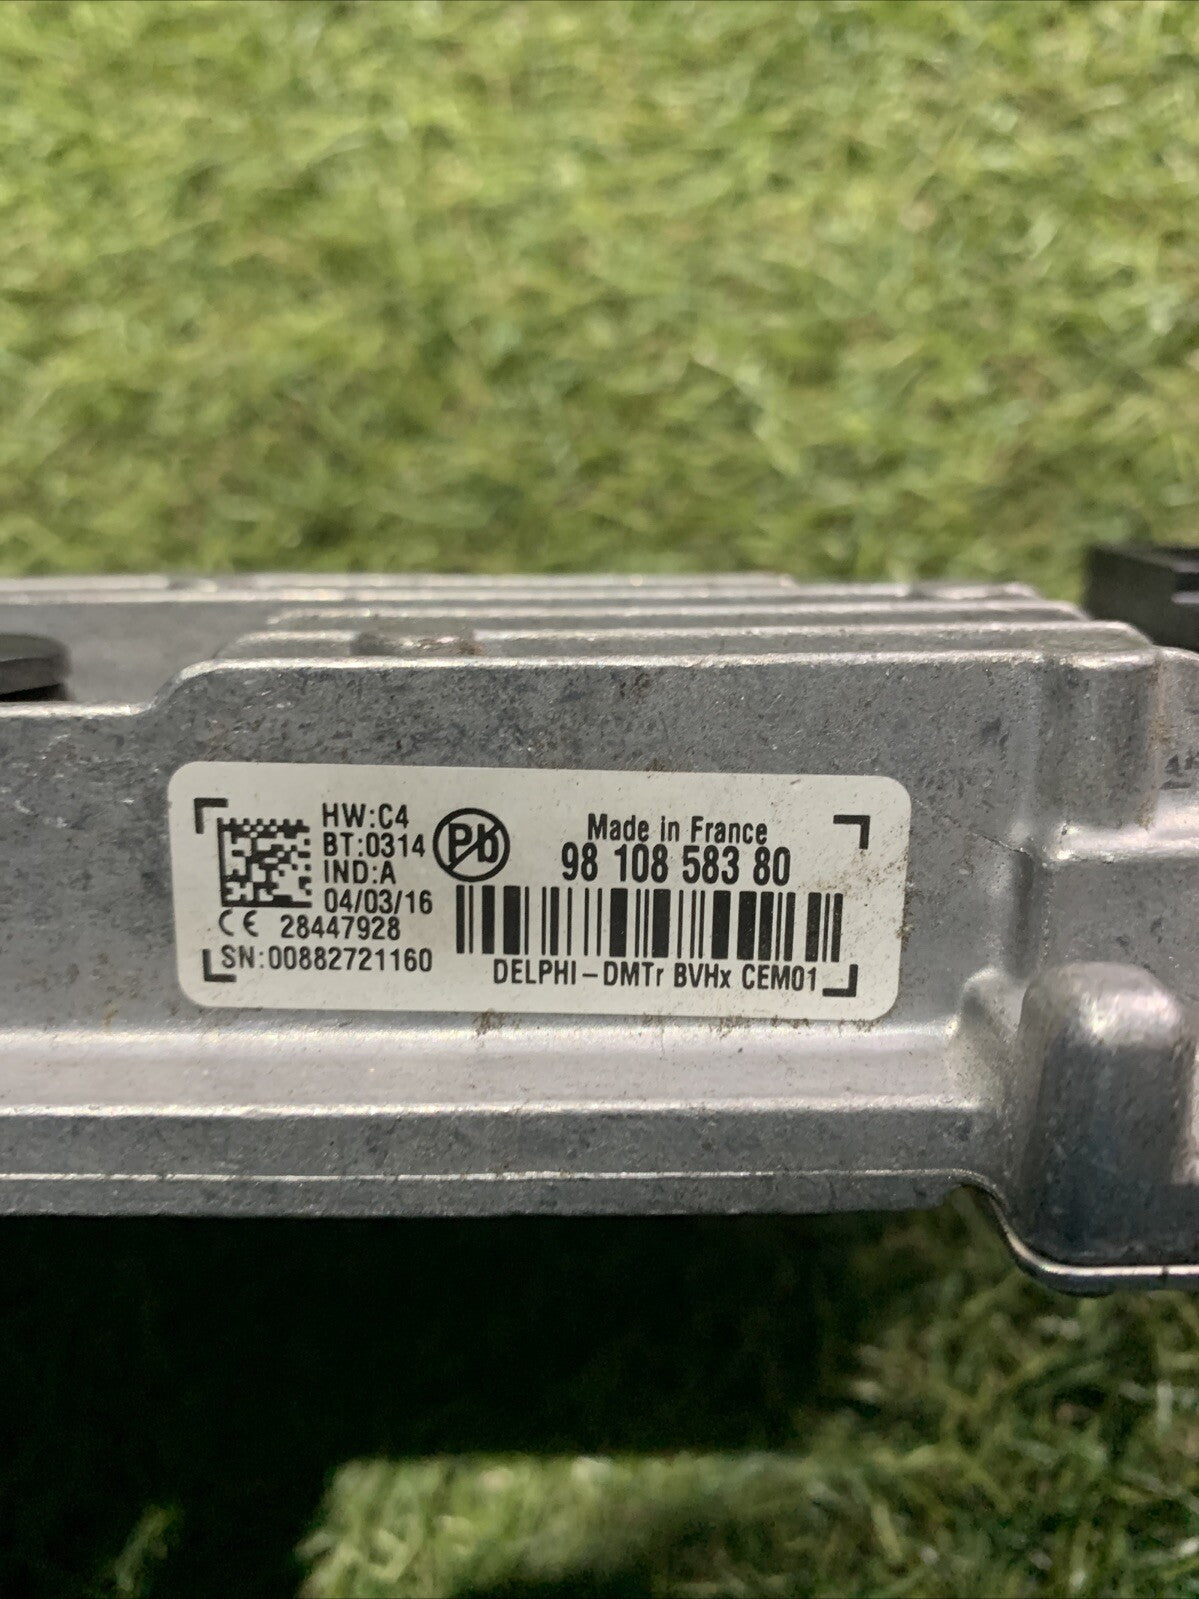 HW:C4
BT:0314
IND:A
04/03/16
CE 28447928
SN:00882721160
Pb
Made in France
98 108 583 80
DELPHI-DMTr BVHx CEM01